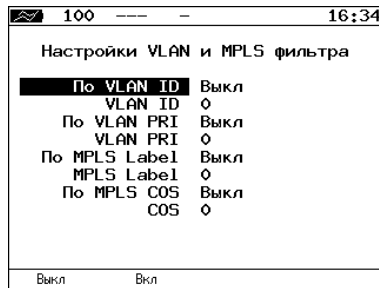 100 --- - 16:34
Настройки VLAN и MPLS фильтра
По VLAN ID Выкл
VLAN ID 0
По VLAN PRI Выкл
VLAN PRI 0
По MPLS Label Выкл
MPLS Label 0
По MPLS COS Выкл
COS 0
Выкл Вкл